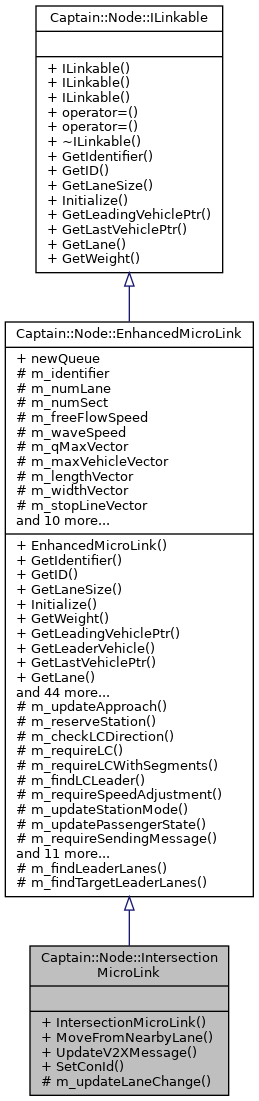 Captain::Node::ILinkable
+ ILinkable()
+ ILinkable()
+ ILinkable()
+ operator=()
+ operator=()
+ ~ILinkable()
+ GetIdentifier()
+ GetID()
+ GetLaneSize()
+ Initialize()
+ GetLeadingVehiclePtr()
+ GetLastVehiclePtr()
+ GetLane()
+ GetWeight()
Captain::Node::EnhancedMicroLink
+ newQueue
# m_identifier
# m_numLane
# m_numSect
# m_freeFlowSpeed
# m_waveSpeed
# m_qMaxVector
# m_maxVehicleVector
# m_lengthVector
# m_widthVector
# m_stopLineVector
and 10 more...
+ EnhancedMicroLink()
+ GetIdentifier()
+ GetID()
+ GetLaneSize()
+ Initialize()
+ GetWeight()
+ GetLeadingVehiclePtr()
+ GetLeaderVehicle()
+ GetLastVehiclePtr()
+ GetLane()
and 44 more...
# m_updateApproach()
# m_reserveStation()
# m_checkLCDirection()
# m_requireLC()
# m_requireLCWithSegments()
# m_findLCLeader()
# m_requireSpeedAdjustment()
# m_updateStationMode()
# m_updatePassengerState()
# m_requireSendingMessage()
and 11 more...
# m_findLeaderLanes()
# m_findTargetLeaderLanes()
Captain::Node::Intersection
MicroLink
+ IntersectionMicroLink()
+ MoveFromNearbyLane()
+ UpdateV2XMessage()
+ SetConId()
# m_updateLaneChange()